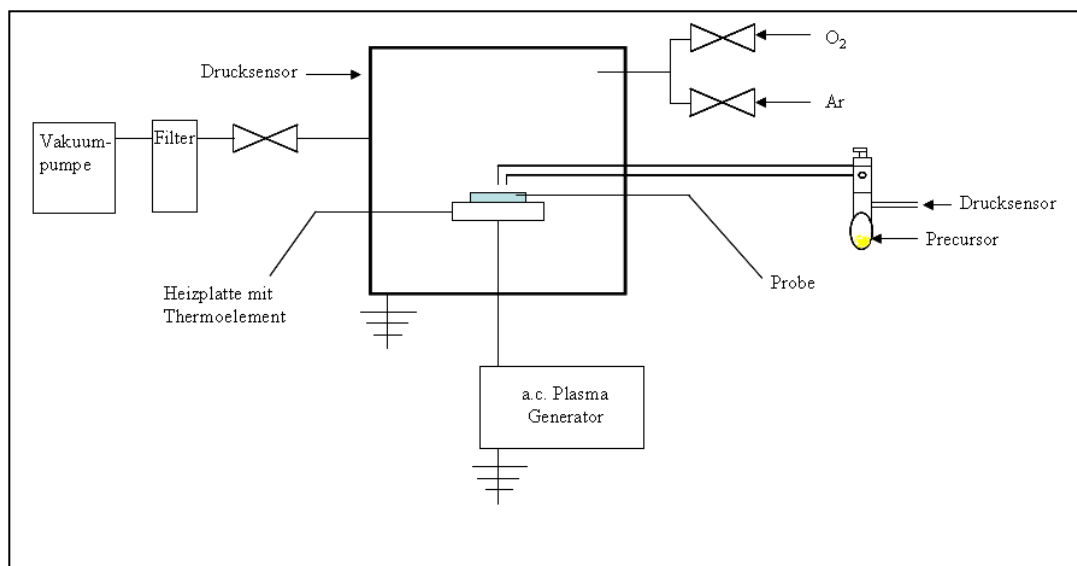 O2
Drucksensor
Ar
Vakuum-
pumpe
Filter
Drucksensor
Precursor
Heizplatte mit
Thermoelement
Probe
a.c. Plasma
Generator